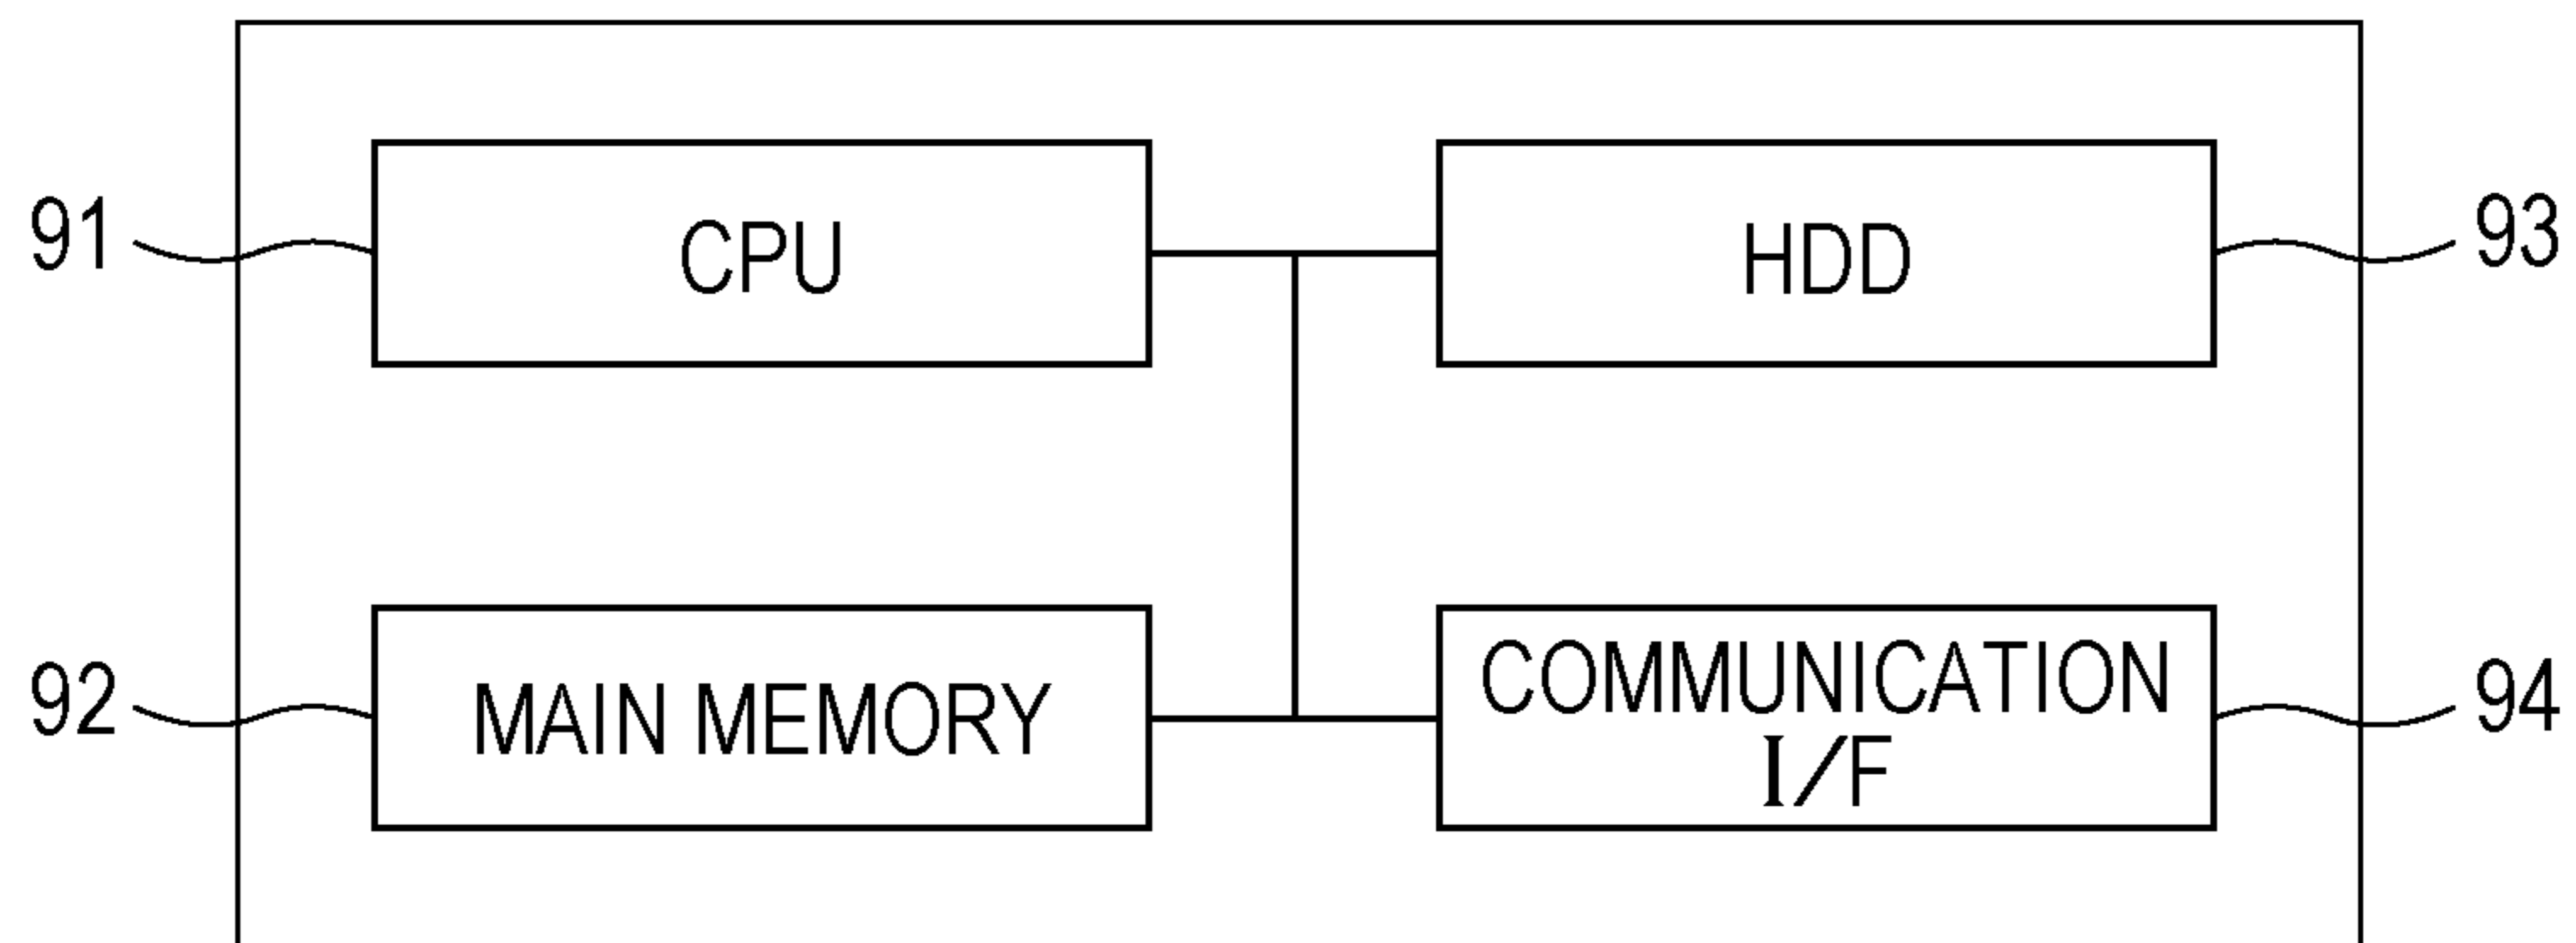 91
CPU
HDD
93
92
MAIN MEMORY
COMMUNICATION
I/F
94